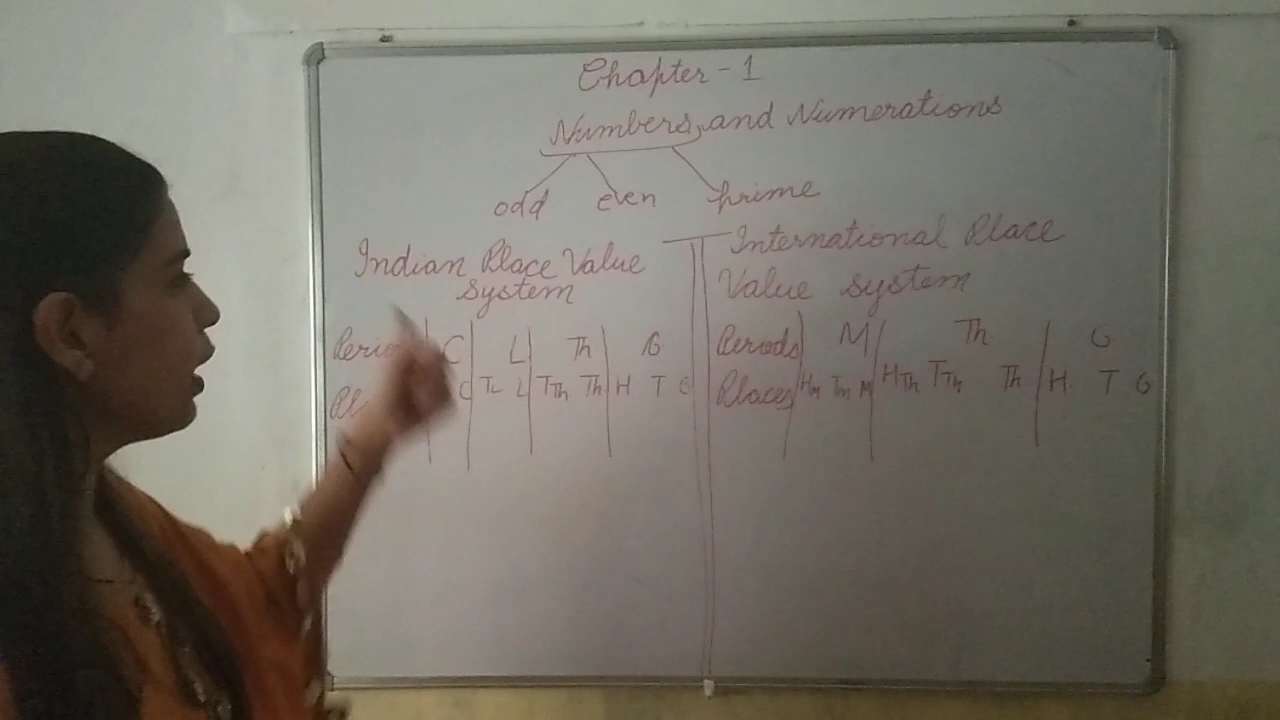 Chapter - 1
Numbers and Numerations
odd even prime
Indian Place Value
System
C L Th O
C TL L TTh Th H T O
International Place
Value system
Periods M Th O
Places Hm Tm M HTh TTh Th H T O